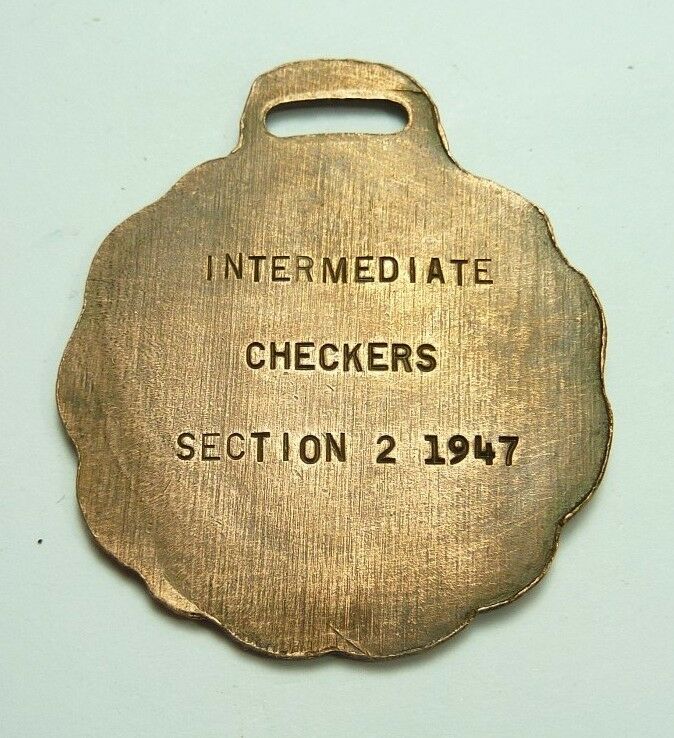 INTERMEDIATE
CHECKERS
SECTION 2 1947